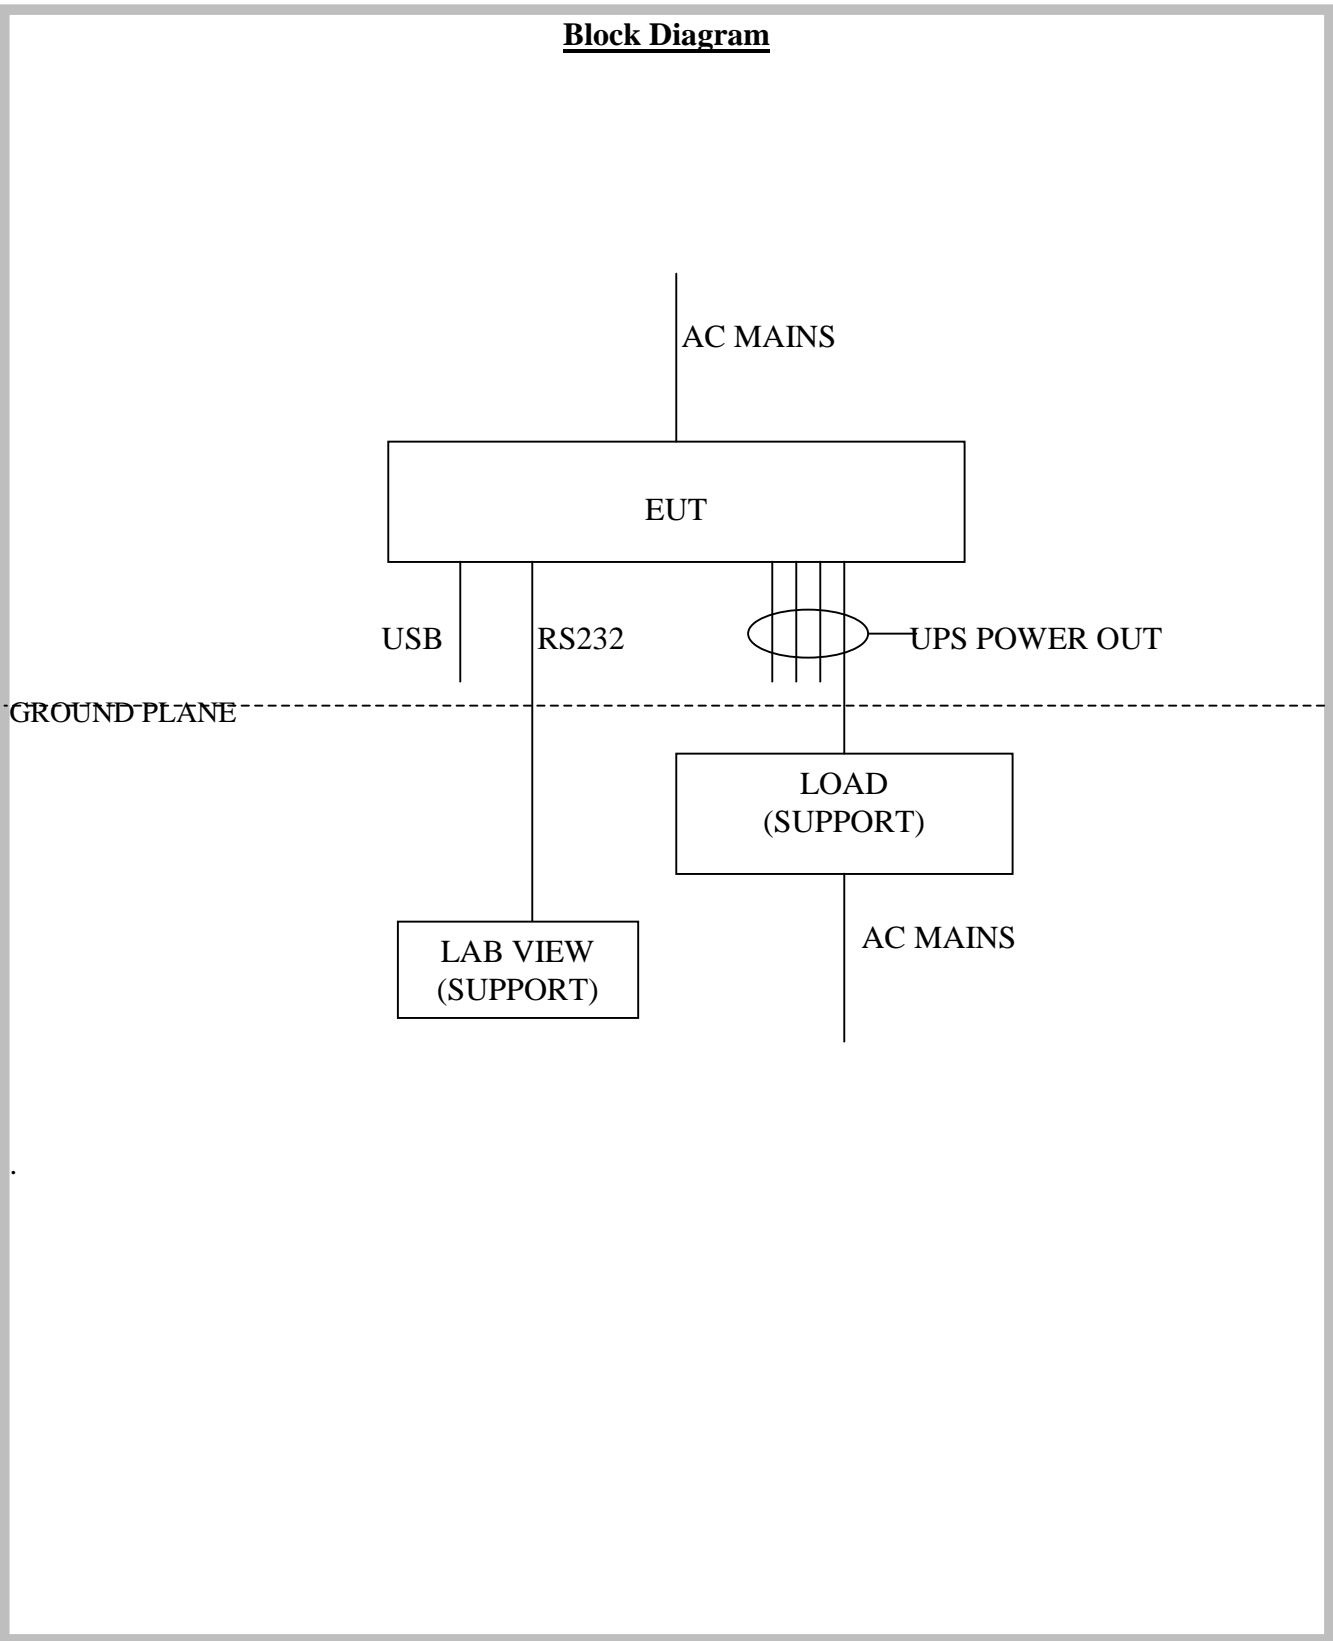 Block Diagram
AC MAINS
EUT
USB
RS232
UPS POWER OUT
GROUND PLANE
LOAD
(SUPPORT)
AC MAINS
LAB VIEW
(SUPPORT)
.